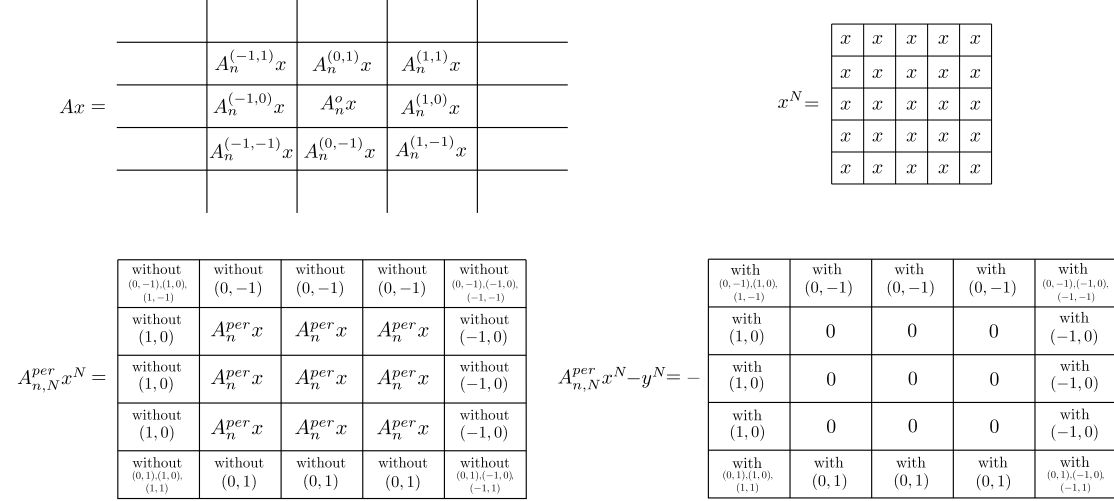 Ax =
A_n^{(-1,1)}x A_n^{(0,1)}x A_n^{(1,1)}x
A_n^{(-1,0)}x A_n^o x A_n^{(1,0)}x
A_n^{(-1,-1)}x A_n^{(0,-1)}x A_n^{(1,-1)}x
x^N =
x x x x x
x x x x x
x x x x x
x x x x x
x x x x x
A_{n,N}^{per} x^N =
without without without without without
(0,−1),(1,0), (0,−1) (0,−1) (0,−1) (0,−1),(−1,0),
(1,−1) (−1,−1)
without A_n^{per}x A_n^{per}x A_n^{per}x without
(1,0) (−1,0)
without A_n^{per}x A_n^{per}x A_n^{per}x without
(1,0) (−1,0)
without A_n^{per}x A_n^{per}x A_n^{per}x without
(1,0) (−1,0)
without without without without without
(0,1),(1,0), (0,1) (0,1) (0,1) (0,1),(−1,0),
(1,1) (−1,1)
A_{n,N}^{per} x^N − y^N = −
with with with with with
(0,−1),(1,0), (0,−1) (0,−1) (0,−1) (0,−1),(−1,0),
(1,−1) (−1,−1)
with 0 0 0 with
(1,0) (−1,0)
with 0 0 0 with
(1,0) (−1,0)
with 0 0 0 with
(1,0) (−1,0)
with with with with with
(0,1),(1,0), (0,1) (0,1) (0,1) (0,1),(−1,0),
(1,1) (−1,1)